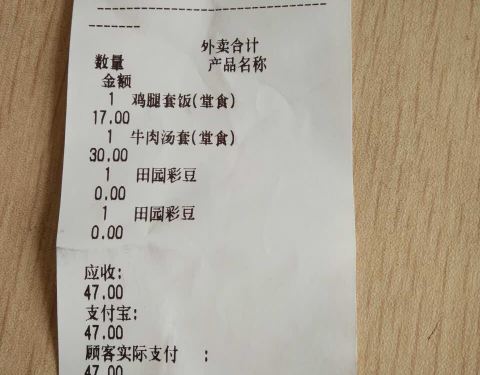 外卖合计
数量 产品名称
金额
1 鸡腿套饭(堂食)
17.00
1 牛肉汤套(堂食)
30.00
1 田园彩豆
0.00
1 田园彩豆
0.00
应收:
47.00
支付宝:
47.00
顾客实际支付 :
47.00